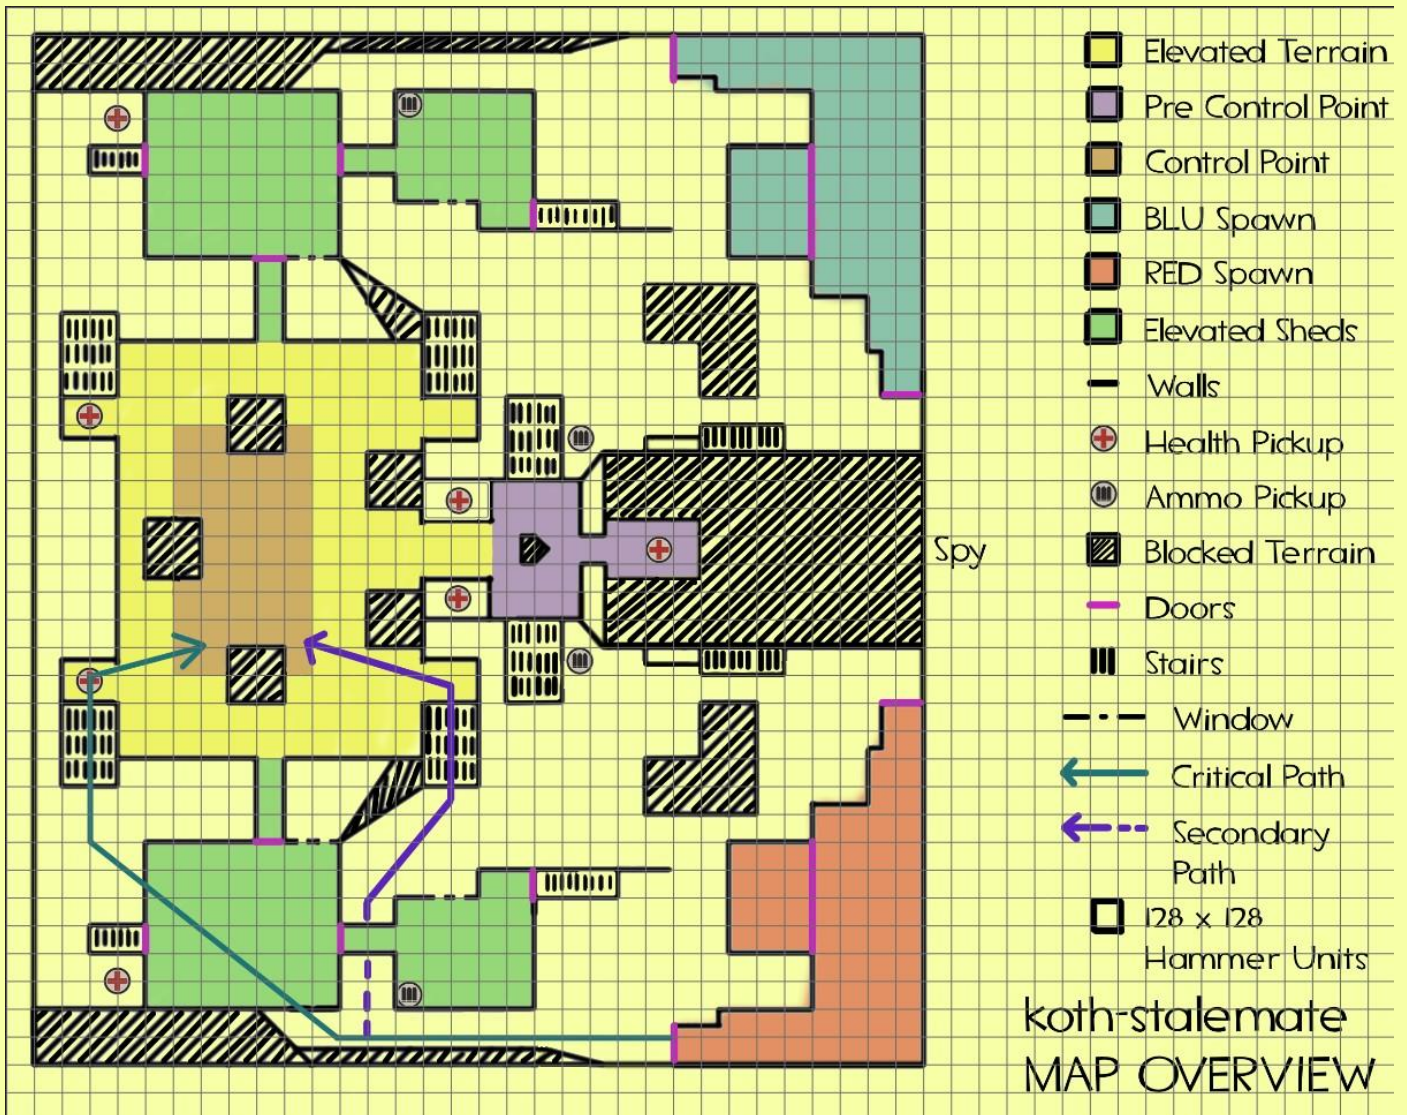 Elevated Terrain
Pre Control Point
Control Point
BLU Spawn
RED Spawn
Elevated Sheds
Walls
Health Pickup
Ammo Pickup
Spy
Blocked Terrain
Doors
Stairs
Window
Critical Path
Secondary
Path
128 x 128
Hammer Units
koth-stalemate
MAP OVERVIEW